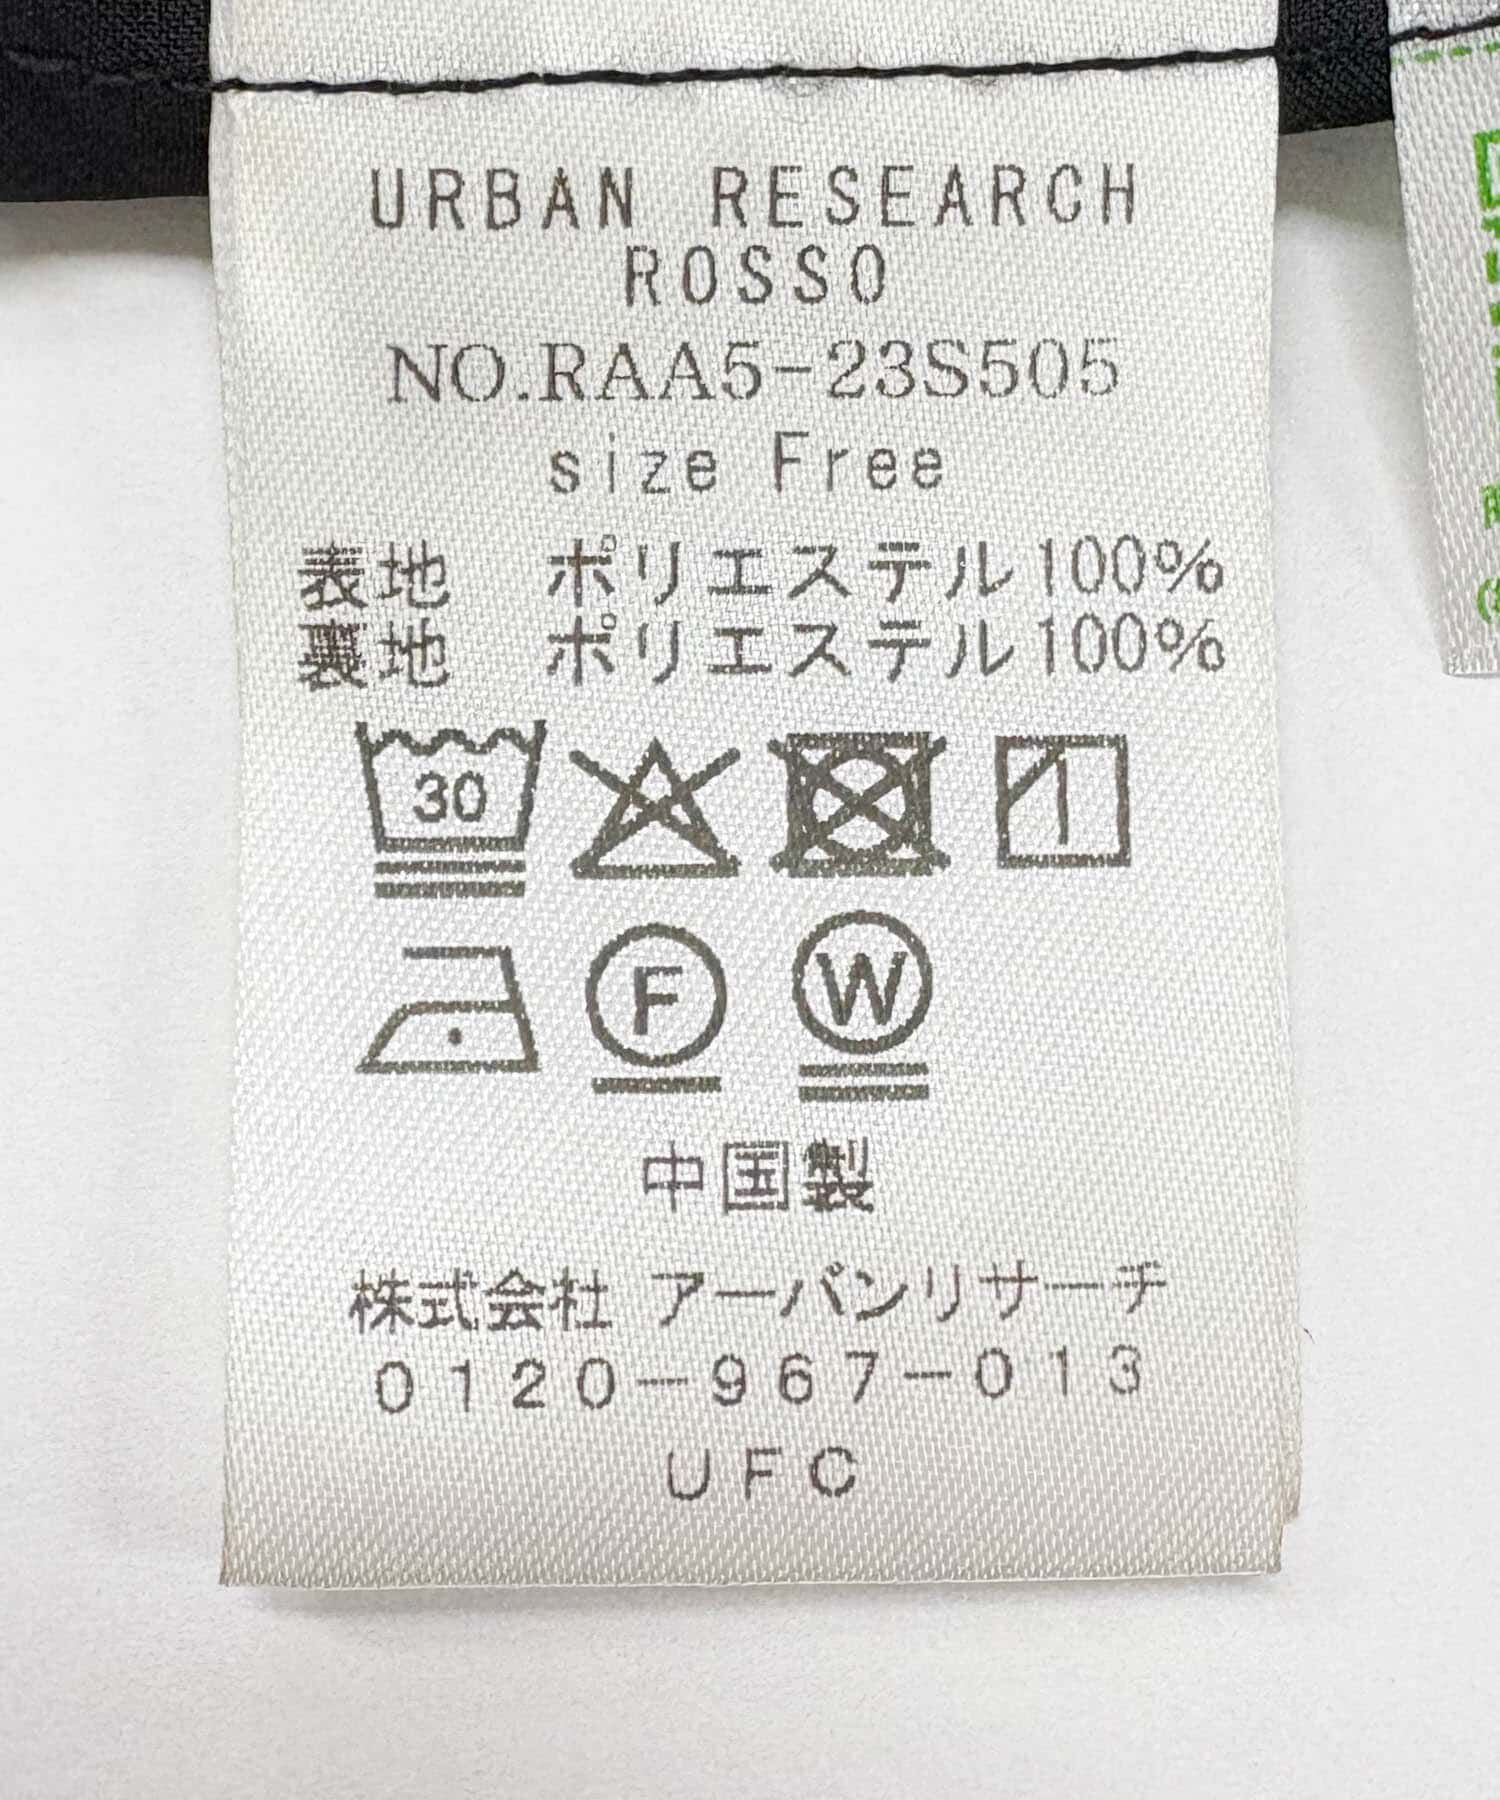 URBAN RESEARCH
ROSSO
NO.RAA5-23S505
size Free
表地 ポリエステル100%
裏地 ポリエステル100%
30
F
W
中国製
株式会社 アーバンリサーチ
0120-967-013
UFC